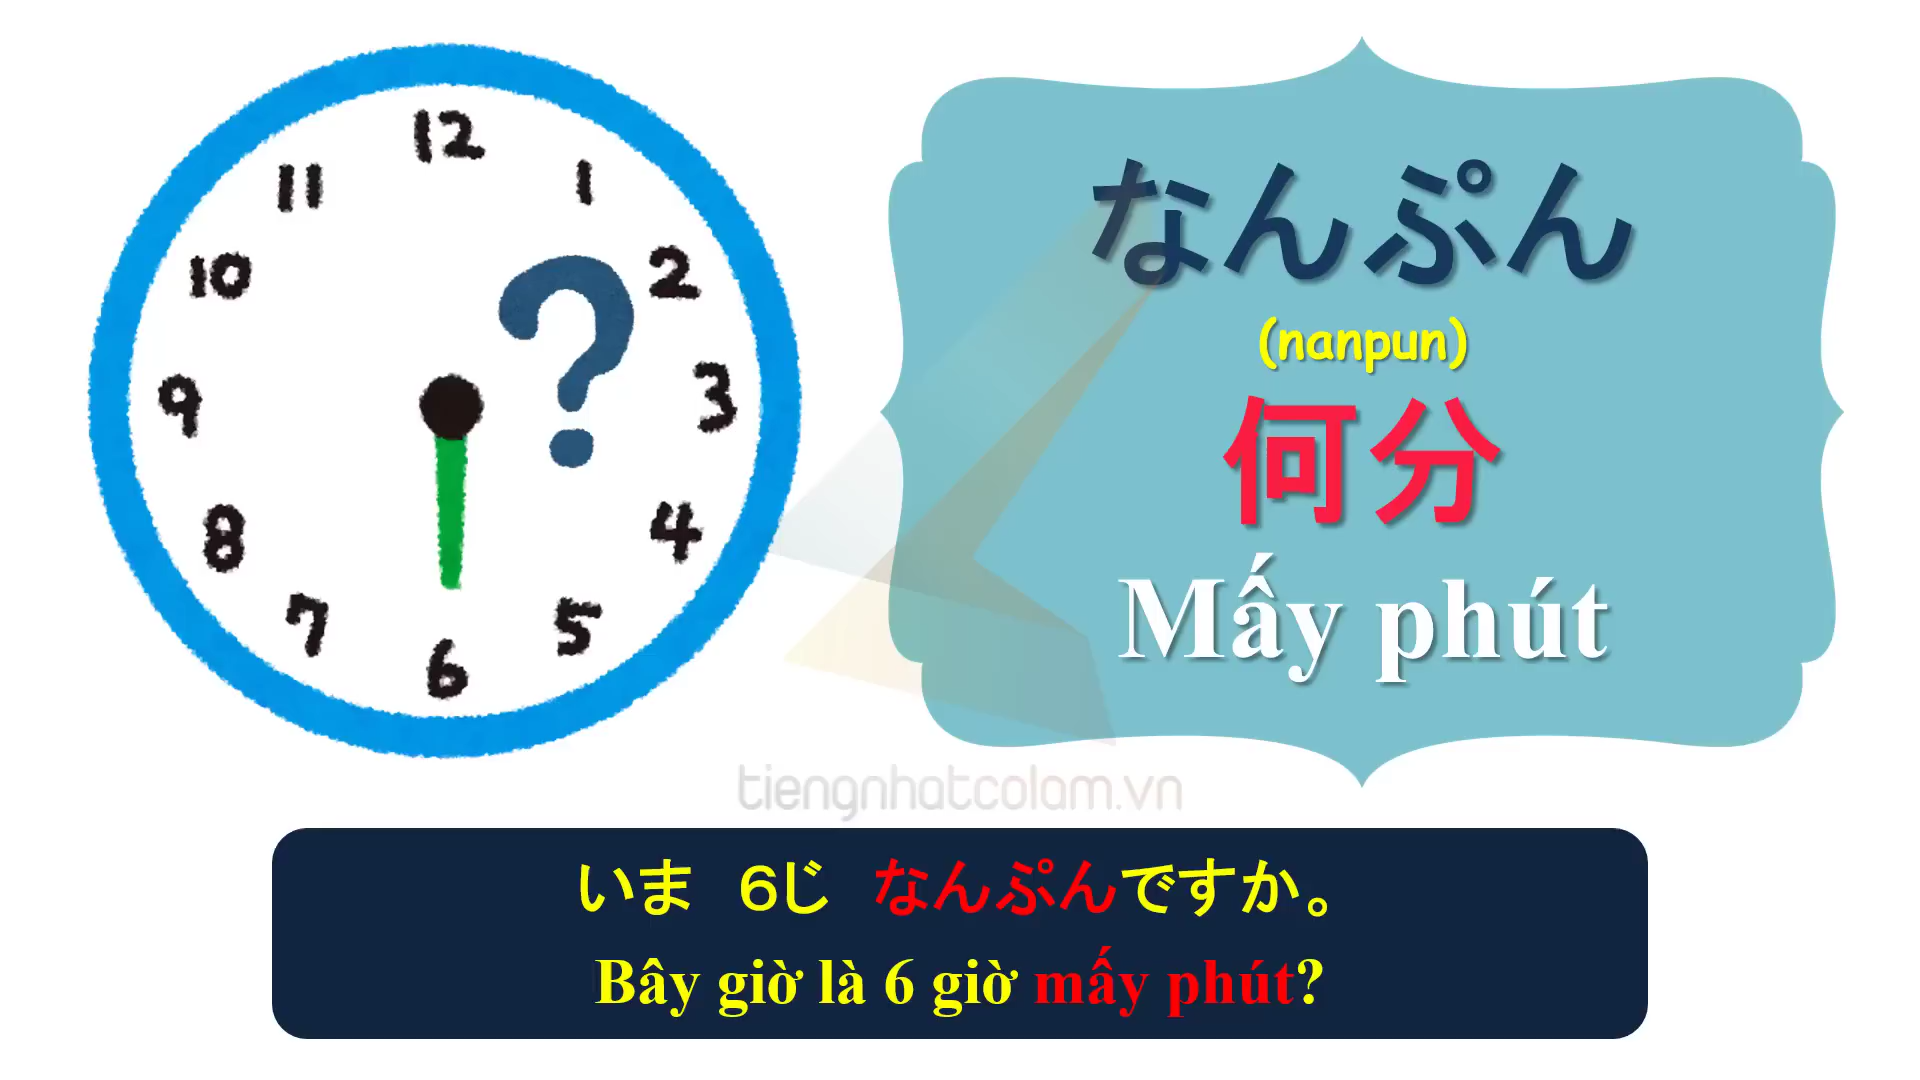 12
11
1
10
2
9
3
8
4
7
5
6
?
なんぷん
(nanpun)
何分
Mấy phút
tiengnhatcolam.vn
いま　６じ　なんぷんですか。
Bây giờ là 6 giờ mấy phút?